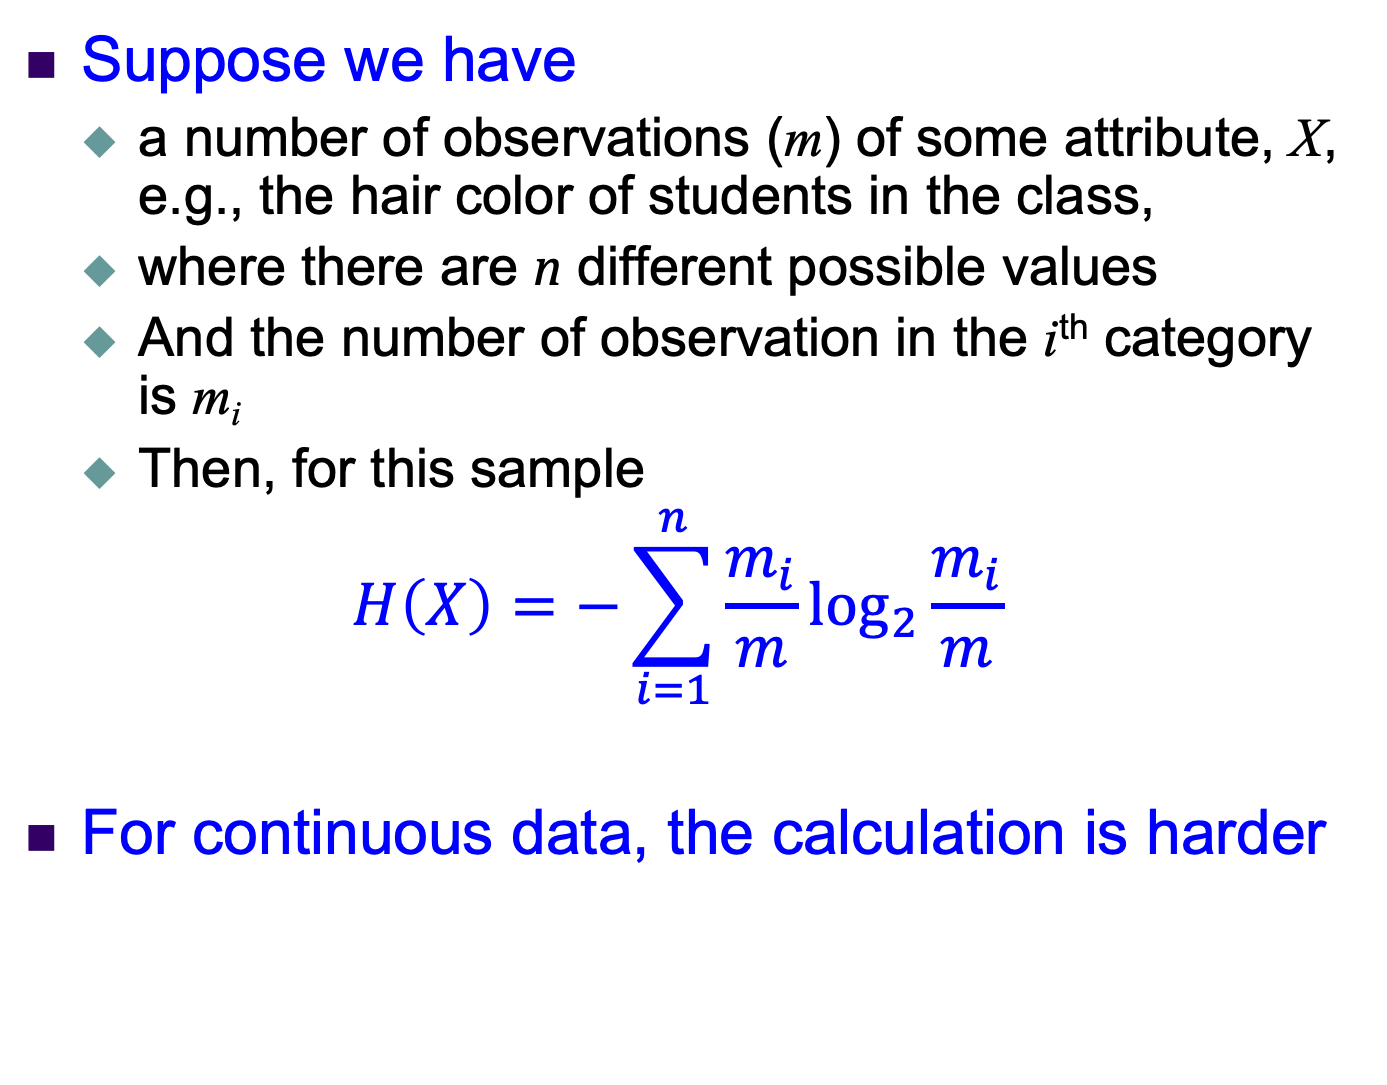 Suppose we have
a number of observations (m) of some attribute, X,
e.g., the hair color of students in the class,
where there are n different possible values
And the number of observation in the iᵗʰ category
is mᵢ
Then, for this sample
H(X) = − ∑ᵢ₌₁ⁿ mᵢ/m log₂ mᵢ/m
For continuous data, the calculation is harder